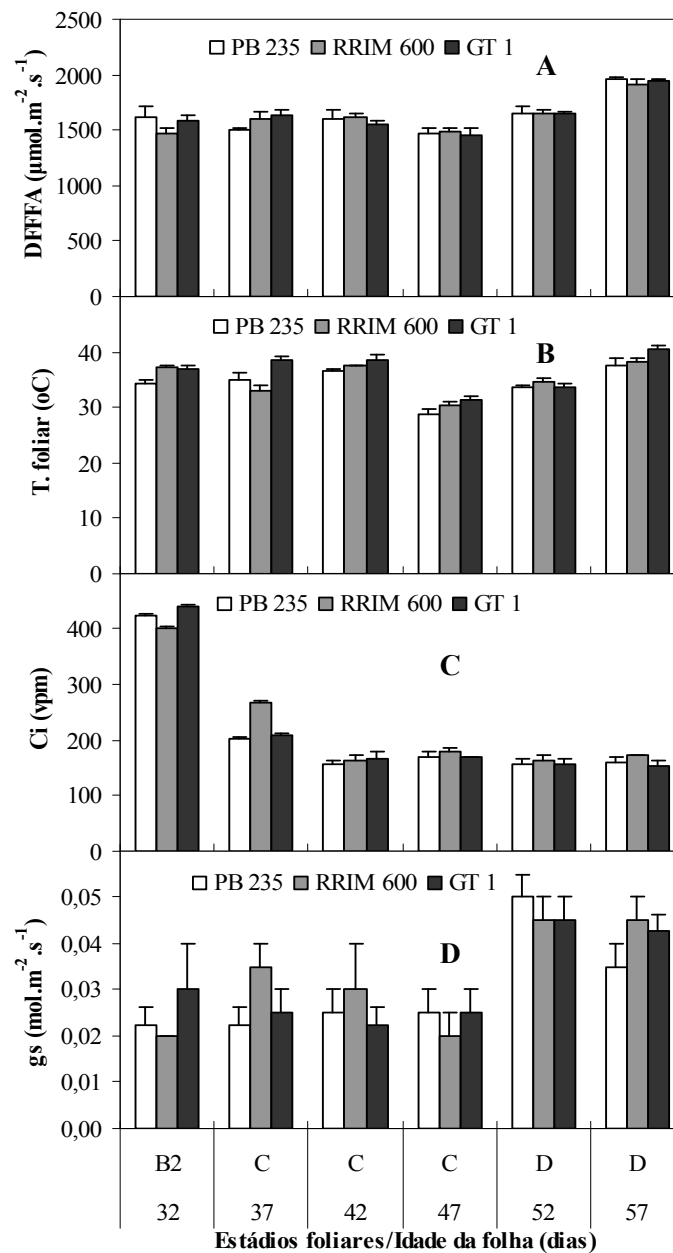 2500
2000
1500
1000
500
0
DFFFA (µmol.m⁻².s⁻¹)
PB 235 RRIM 600 GT 1
A
40
30
20
10
0
T. foliar (oC)
PB 235 RRIM 600 GT 1
B
400
300
200
100
0
Ci (vpm)
PB 235 RRIM 600 GT 1
C
0,05
0,04
0,03
0,02
0,01
0,00
gs (mol.m⁻².s⁻¹)
PB 235 RRIM 600 GT 1
D
B2 C C C D D
32 37 42 47 52 57
Estádios foliares/Idade da folha (dias)